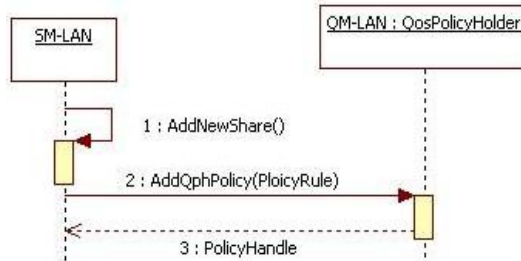 SM-LAN
QM-LAN : QosPolicyHolder
1 : AddNewShare()
2 : AddQphPolicy(PloicyRule)
3 : PolicyHandle